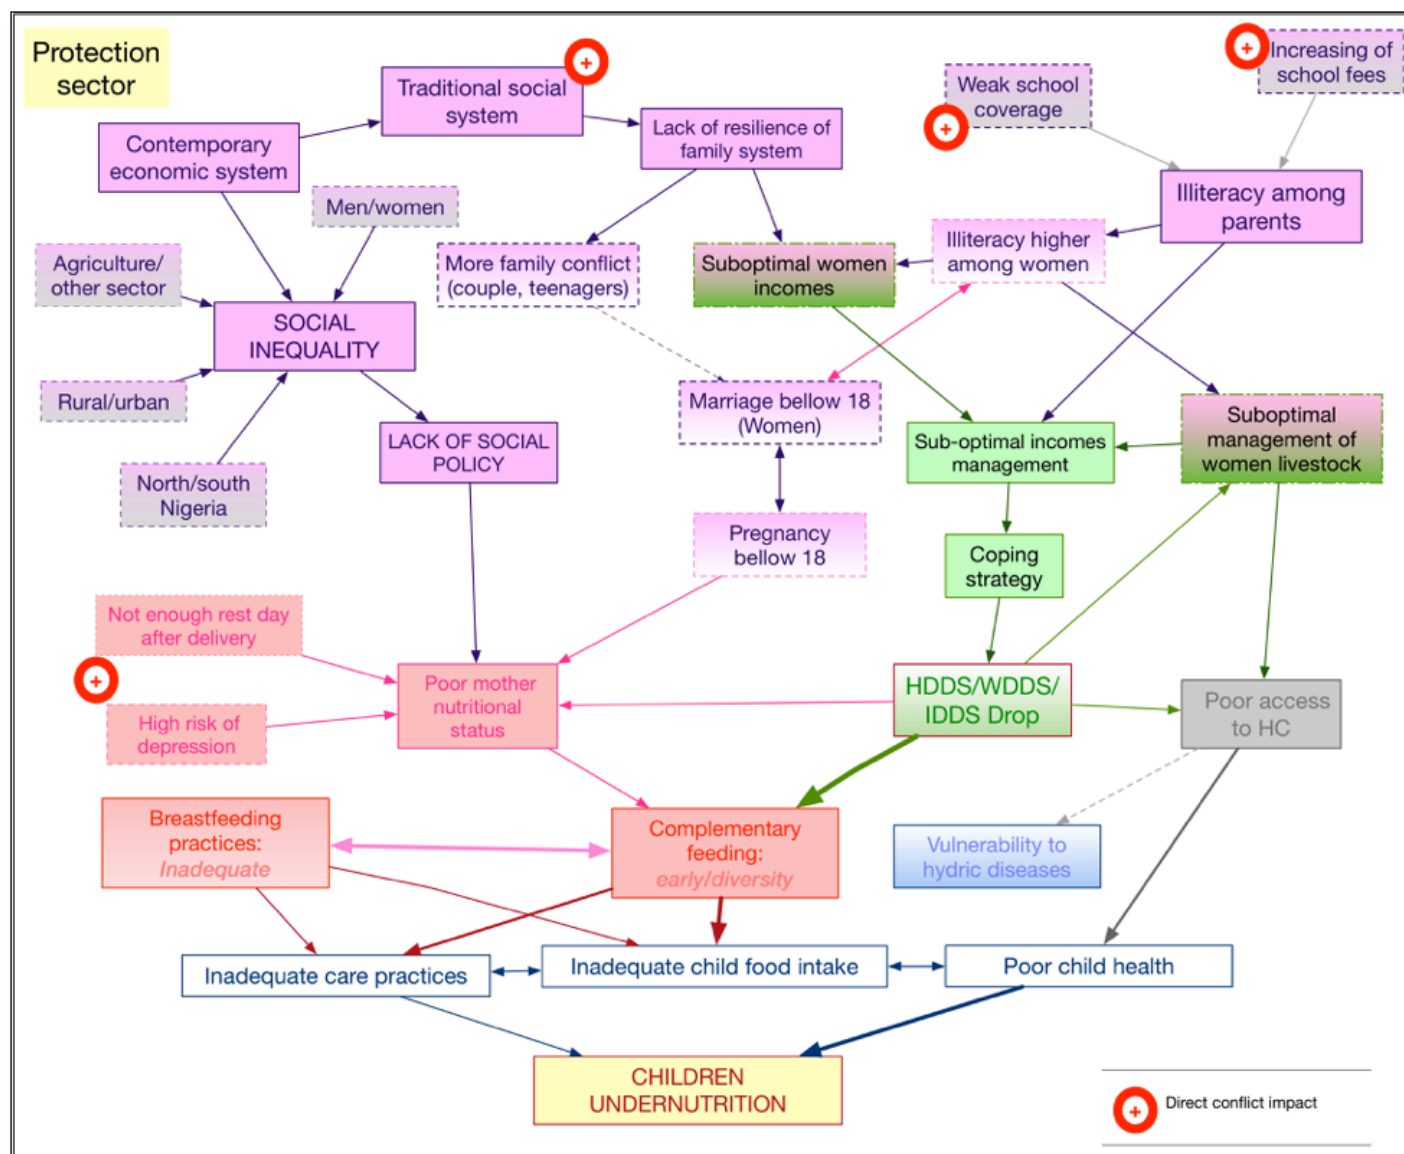 Protection
sector
Traditional social
system
+
Weak school
coverage
+
+
Increasing of
school fees
Contemporary
economic system
Lack of resilience of
family system
Men/women
Illiteracy among
parents
Agriculture/
other sector
More family conflict
(couple, teenagers)
Suboptimal women
incomes
Illiteracy higher
among women
SOCIAL
INEQUALITY
Rural/urban
Marriage bellow 18
(Women)
LACK OF SOCIAL
POLICY
Sub-optimal incomes
management
Suboptimal
management of
women livestock
North/south
Nigeria
Pregnancy
bellow 18
Coping
strategy
Not enough rest day
after delivery
+
High risk of
depression
Poor mother
nutritional
status
HDDS/WDDS/
IDDS Drop
Poor access
to HC
Breastfeeding
practices:
Inadequate
Complementary
feeding:
early/diversity
Vulnerability to
hydric diseases
Inadequate care practices
Inadequate child food intake
Poor child health
CHILDREN
UNDERNUTRITION
+
Direct conflict impact